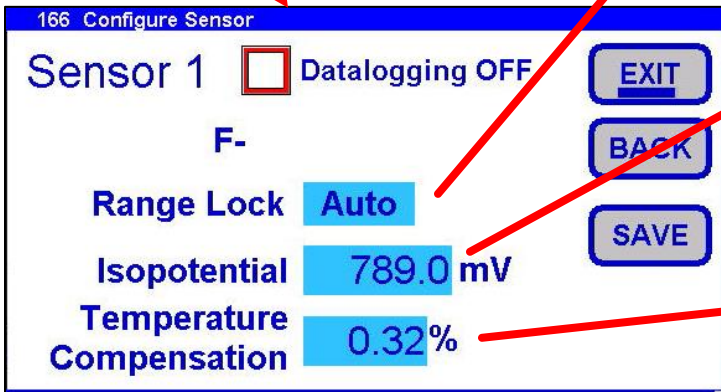 166 Configure Sensor
Sensor 1 Datalogging OFF EXIT
F- BACK
Range Lock Auto SAVE
Isopotential 789.0 mV
Temperature
Compensation 0.32%